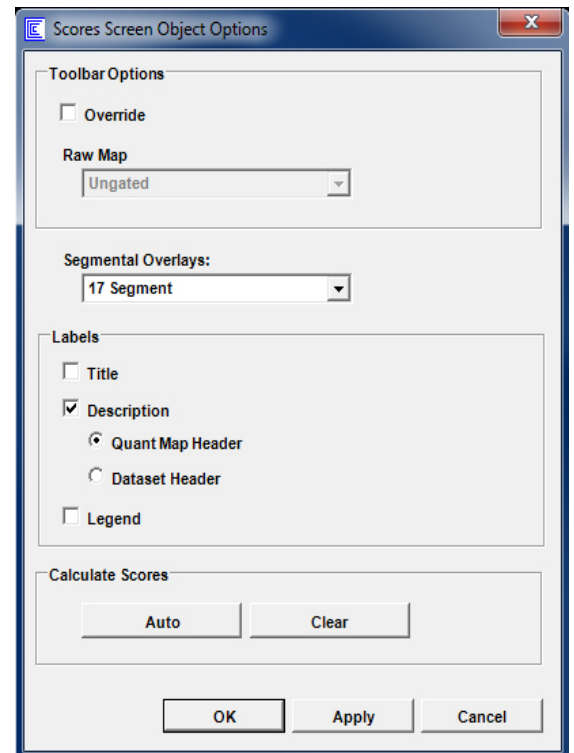 Scores Screen Object Options
Toolbar Options
Override
Raw Map
Ungated
Segmental Overlays:
17 Segment
Labels
Title
Description
Quant Map Header
Dataset Header
Legend
Calculate Scores
Auto Clear
OK Apply Cancel